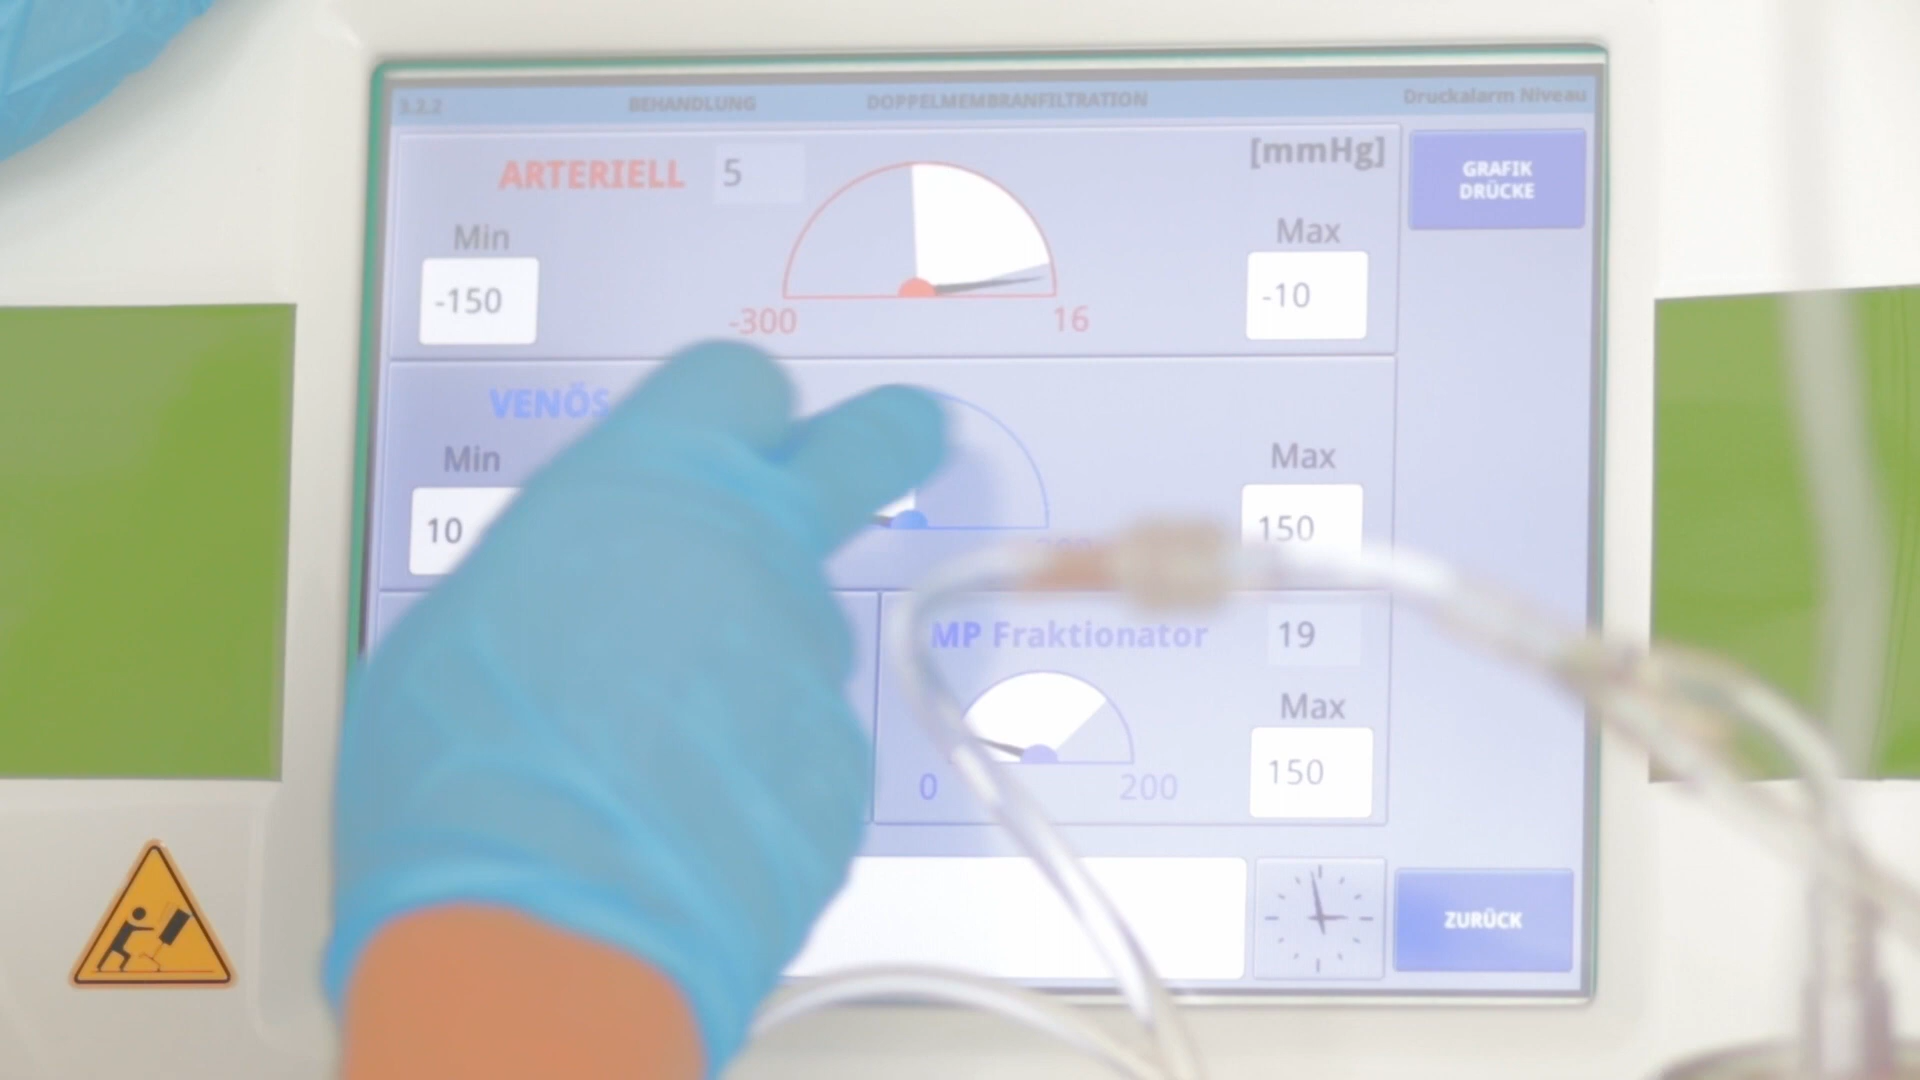 3.2.2 BEHANDLUNG DOPPELMEMBRANFILTRATION Druckalarm Niveau
ARTERIELL 5 [mmHg]
GRAFIK
DRÜCKE
Min Max
-150 -10
-300 16
VENÖS
Min Max
10 150
MP Fraktionator 19
Max
150
0 200
ZURÜCK